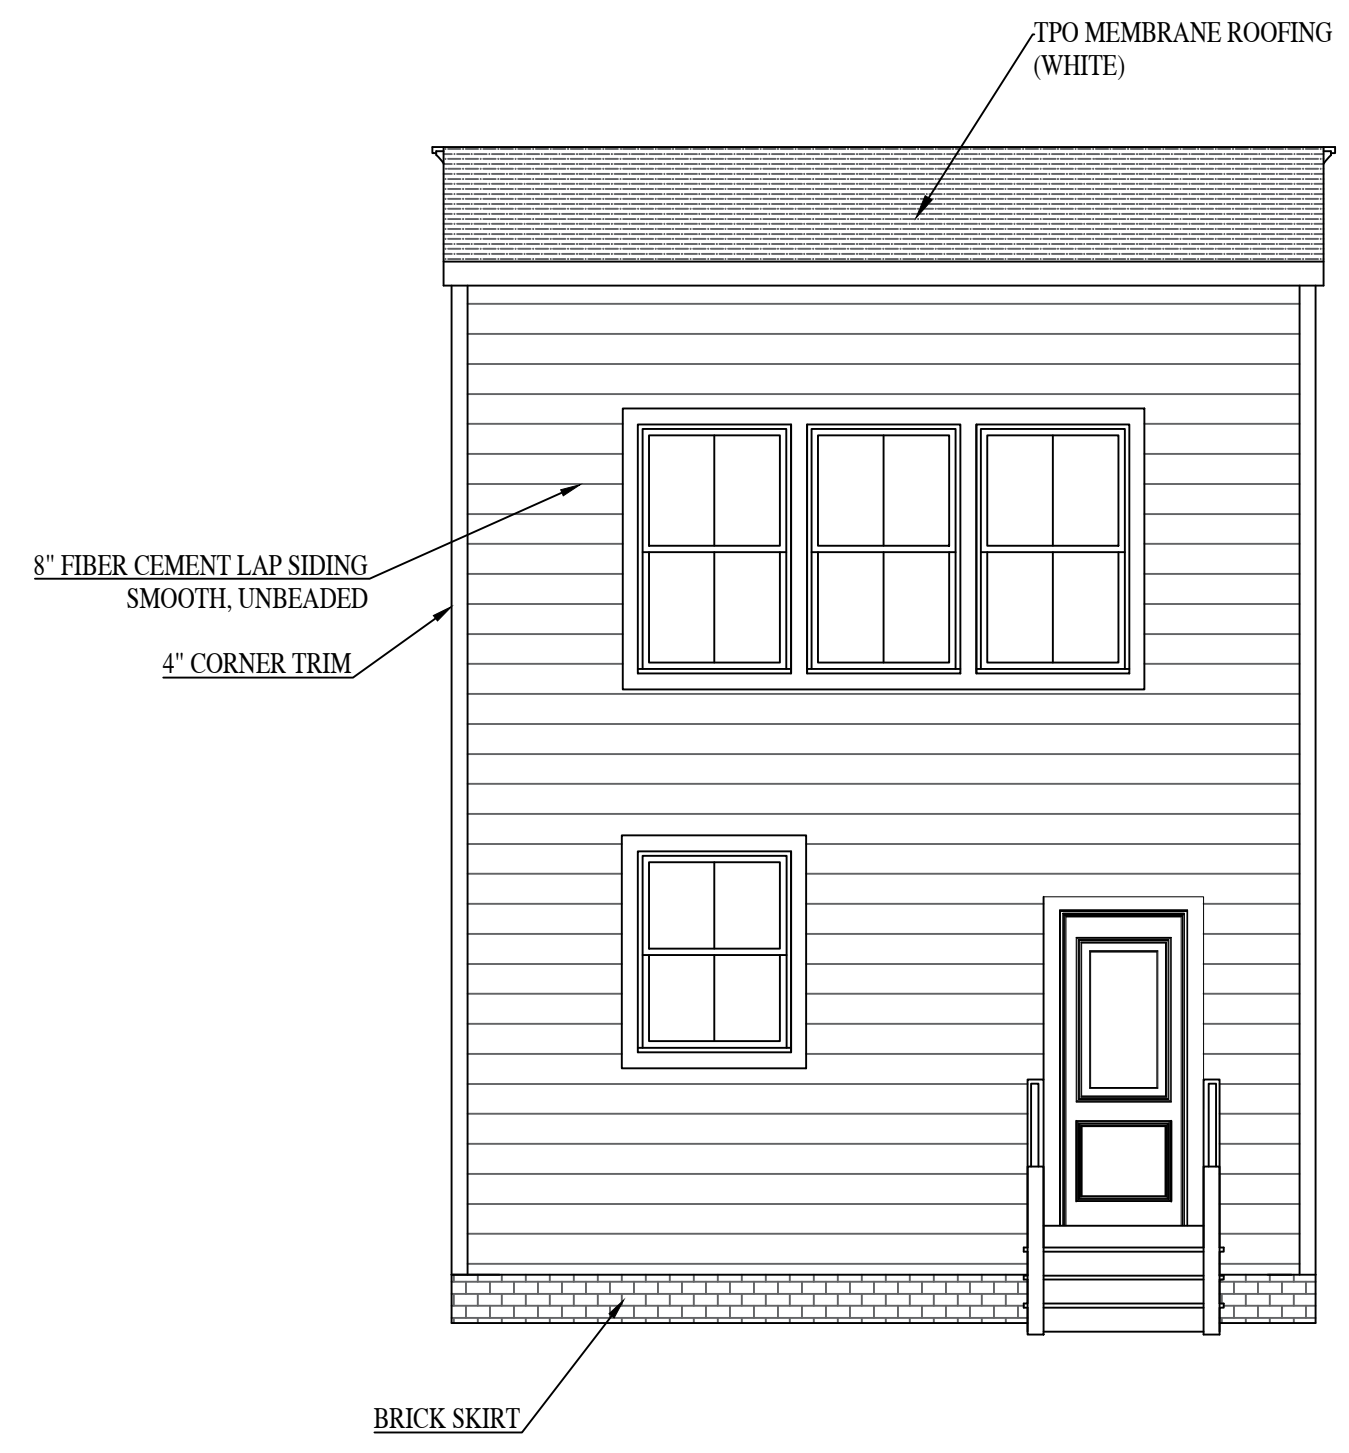 TPO MEMBRANE ROOFING
(WHITE)
8" FIBER CEMENT LAP SIDING
SMOOTH, UNBEADED
4" CORNER TRIM
BRICK SKIRT